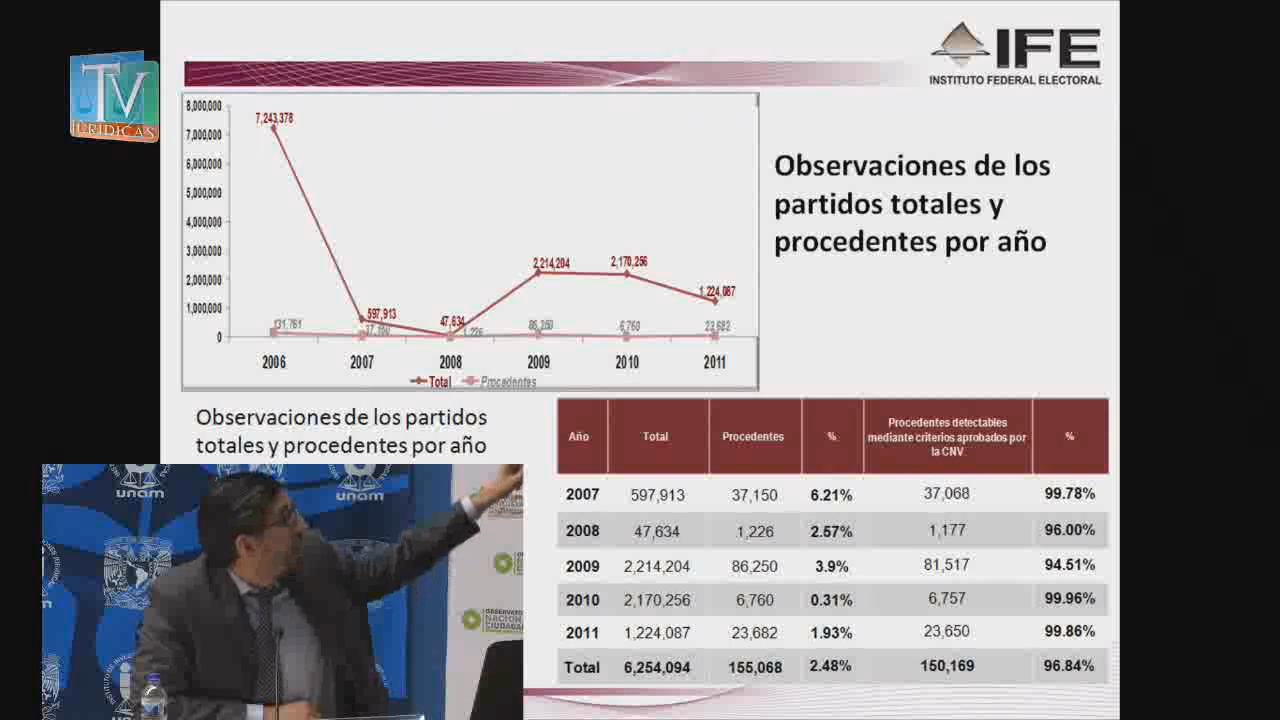 TV
JURIDICAS
IFE
INSTITUTO FEDERAL ELECTORAL
8,000,000
7,000,000
6,000,000
5,000,000
4,000,000
3,000,000
2,000,000
1,000,000
0
7,243,378
597,913
47,634
2,214,204
2,170,256
1,224,087
131,761
1,226
86,250
6,760
23,682
2006 2007 2008 2009 2010 2011
Total Procedentes
Observaciones de los
partidos totales y
procedentes por año
Observaciones de los partidos
totales y procedentes por año
Año Total Procedentes % Procedentes detectables mediante criterios aprobados por la CNV %
2007 597,913 37,150 6.21% 37,068 99.78%
2008 47,634 1,226 2.57% 1,177 96.00%
2009 2,214,204 86,250 3.9% 81,517 94.51%
2010 2,170,256 6,760 0.31% 6,757 99.96%
2011 1,224,087 23,682 1.93% 23,650 99.86%
Total 6,254,094 155,068 2.48% 150,169 96.84%
unam
unam
OBSERVATO
NACION
CIUDADA
unam